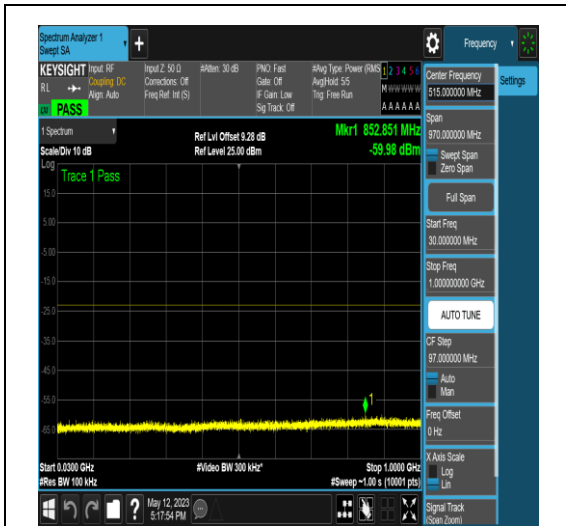 Spectrum Analyzer 1
Swept SA
Frequency
KEYSIGHT
RL
PASS
Input: RF
Coupling: DC
Align: Auto
Input Z: 50 Ω
Corrections: Off
Freq Ref: Int (S)
#Atten: 30 dB
PNO: Fast
Gate: Off
IF Gain: Low
Sig Track: Off
#Avg Type: Power (RMS
Avg|Hold: 5/5
Trig: Free Run
1 2 3 4 5 6
M W W W W W
A A A A A A
1 Spectrum
Scale/Div 10 dB
Ref Lvl Offset 9.28 dB
Ref Level 25.00 dBm
Mkr1 852.851 MHz
-59.98 dBm
Log
Trace 1 Pass
15.0
5.00
-5.00
-15.0
-25.0
-35.0
-45.0
-55.0
-65.0
1
Start 0.0300 GHz
#Res BW 100 kHz
#Video BW 300 kHz*
Stop 1.0000 GHz
#Sweep ~1.00 s (10001 pts)
May 12, 2023
5:17:54 PM
Center Frequency
515.000000 MHz
Settings
Span
970.000000 MHz
Swept Span
Zero Span
Full Span
Start Freq
30.000000 MHz
Stop Freq
1.000000000 GHz
AUTO TUNE
CF Step
97.000000 MHz
Auto
Man
Freq Offset
0 Hz
X Axis Scale
Log
Lin
Signal Track
(Span Zoom)